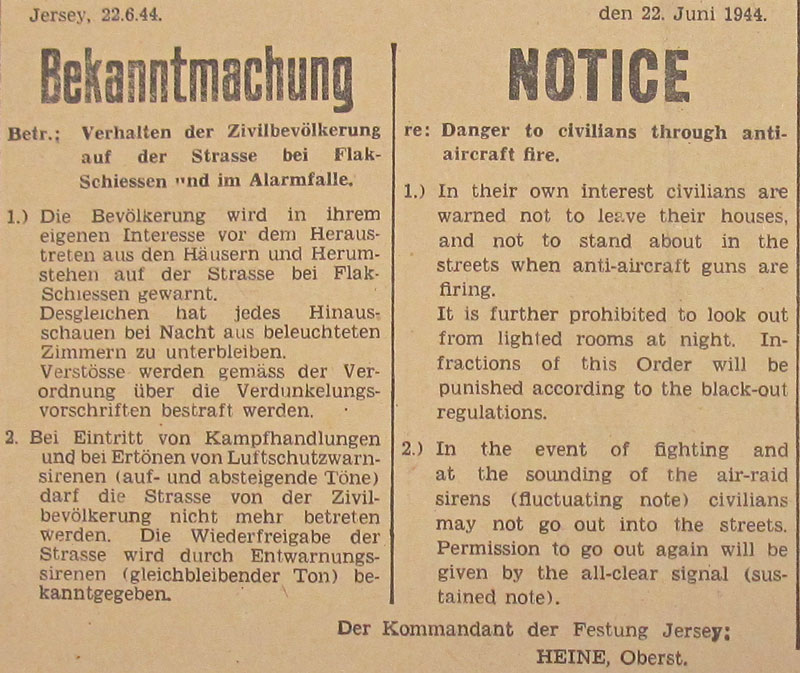 Jersey, 22.6.44.
den 22. Juni 1944.
Bekanntmachung
Betr.: Verhalten der Zivilbevölkerung
auf der Strasse bei Flak-
Schiessen und im Alarmfalle.
1.) Die Bevölkerung wird in ihrem
eigenen Interesse vor dem Heraus-
treten aus den Häusern und Herum-
stehen auf der Strasse bei Flak-
Schiessen gewarnt.
Desgleichen hat jedes Hinaus-
schauen bei Nacht aus beleuchteten
Zimmern zu unterbleiben.
Verstösse werden gemäss der Ver-
ordnung über die Verdunkelungs-
vorschriften bestraft werden.
2. Bei Eintritt von Kampfhandlungen
und bei Ertönen von Luftschutzwarn-
sirenen (auf- und absteigende Töne)
darf die Strasse von der Zivil-
bevölkerung nicht mehr betreten
werden. Die Wiederfreigabe der
Strasse wird durch Entwarnungs-
sirenen (gleichbleibender Ton) be-
kanntgegeben.
NOTICE
re: Danger to civilians through anti-
aircraft fire.
1.) In their own interest civilians are
warned not to leave their houses,
and not to stand about in the
streets when anti-aircraft guns are
firing.
It is further prohibited to look out
from lighted rooms at night. In-
fractions of this Order will be
punished according to the black-out
regulations.
2.) In the event of fighting and
at the sounding of the air-raid
sirens (fluctuating note) civilians
may not go out into the streets.
Permission to go out again will be
given by the all-clear signal (sus-
tained note).
Der Kommandant der Festung Jersey:
HEINE, Oberst.